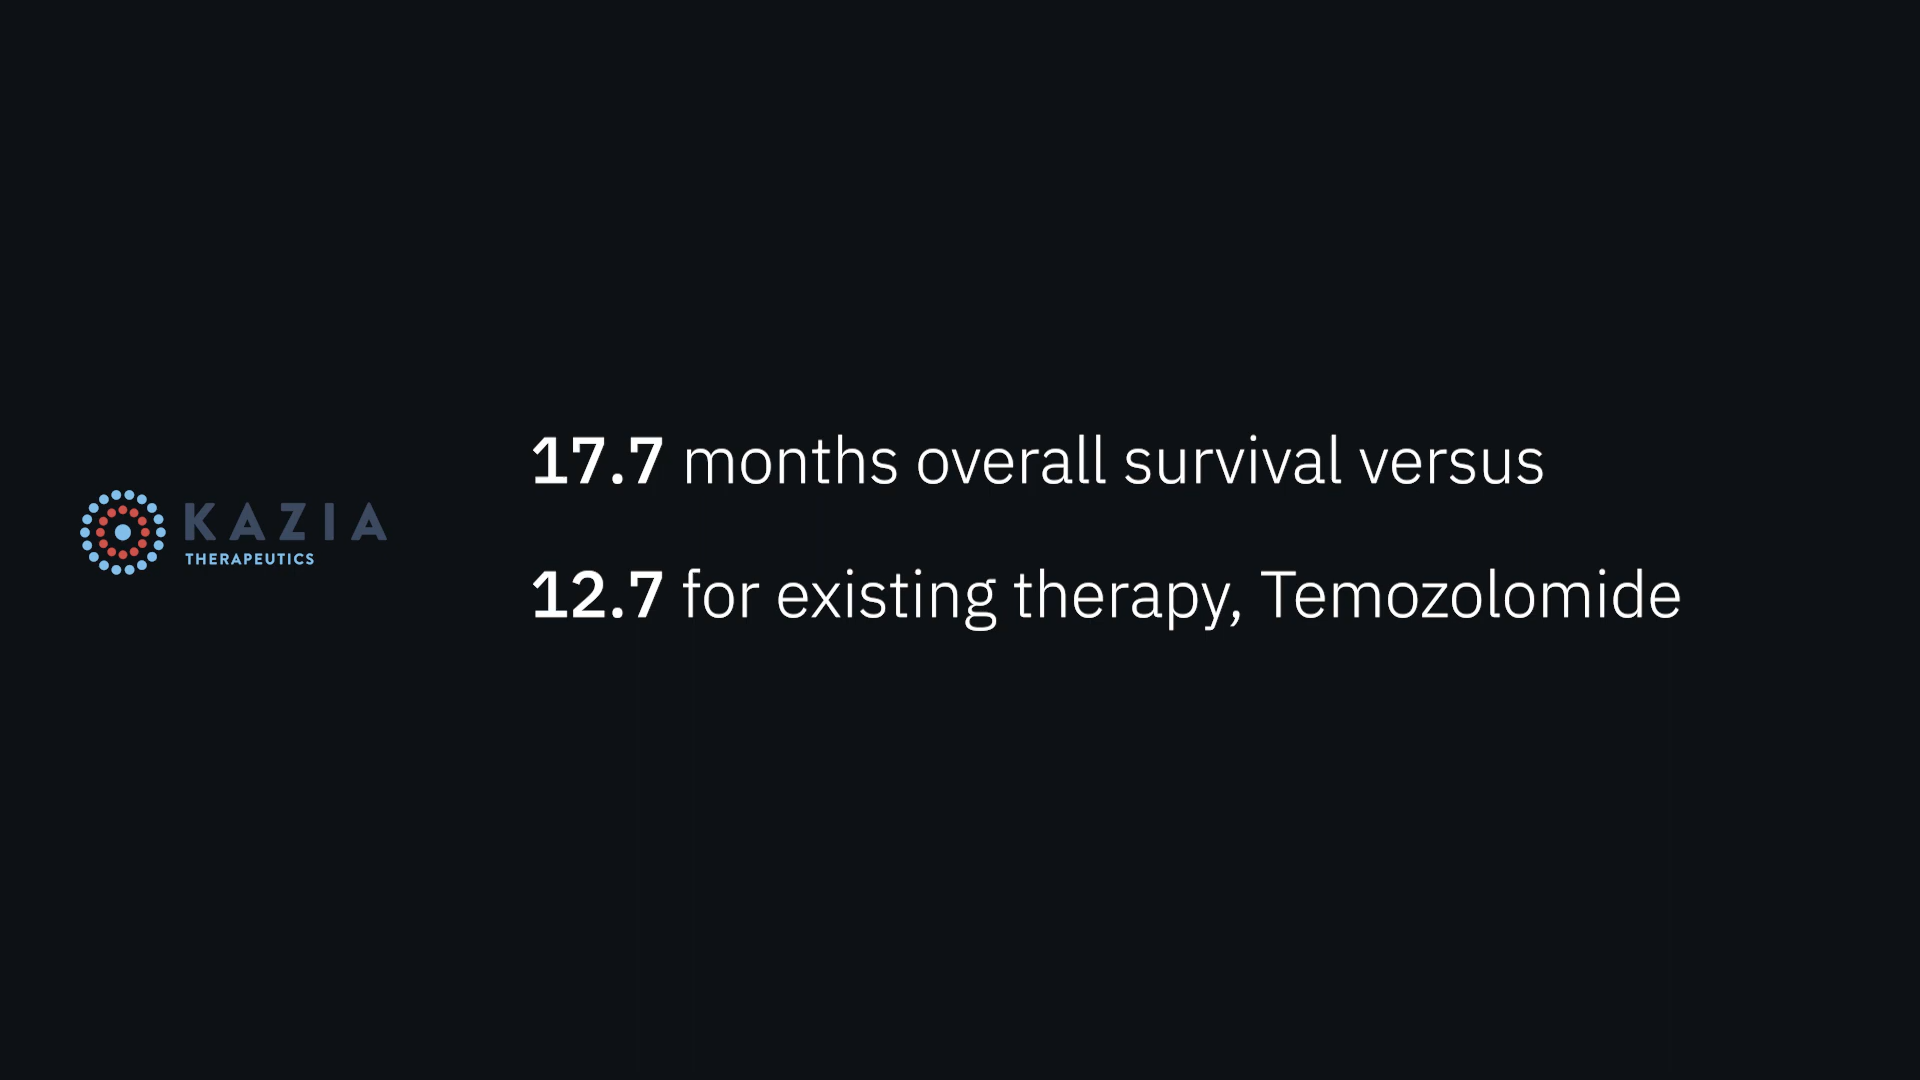 KAZIA
THERAPEUTICS
17.7 months overall survival versus
12.7 for existing therapy, Temozolomide